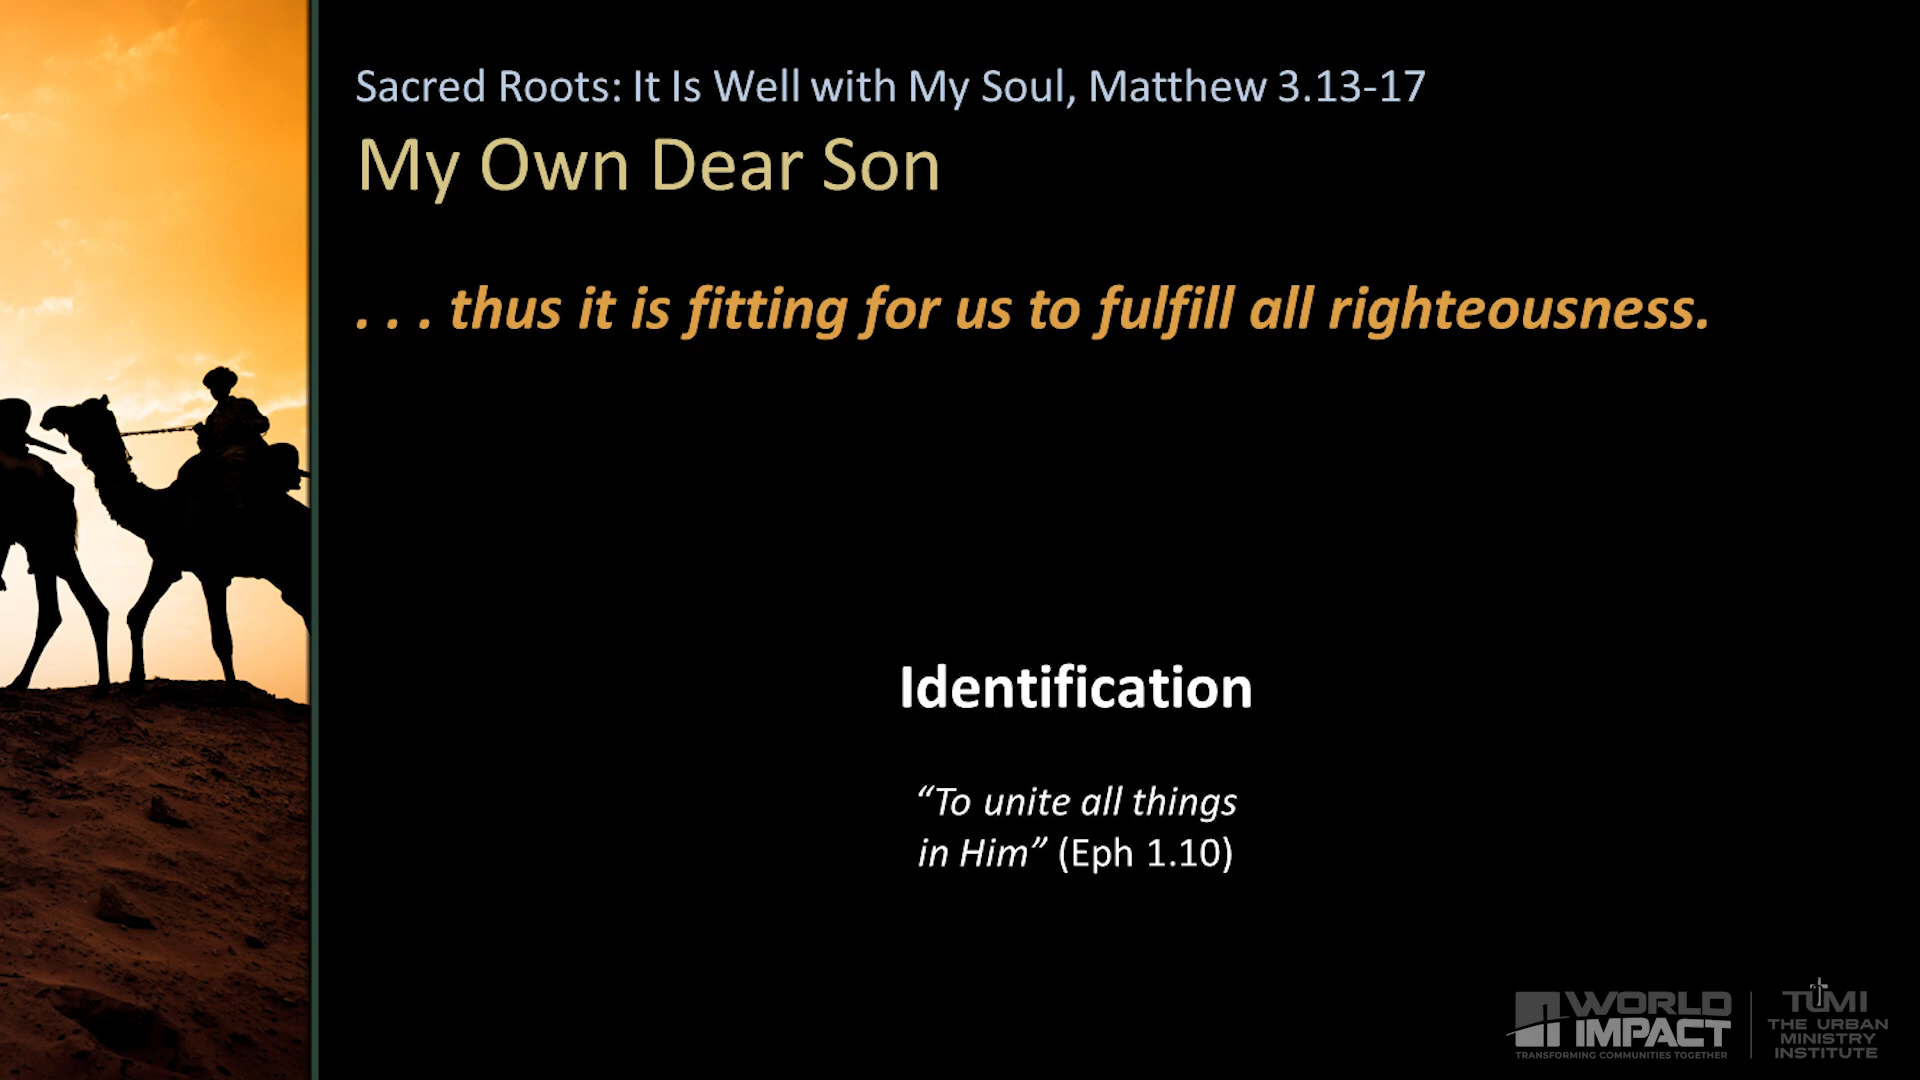 Sacred Roots: It Is Well with My Soul, Matthew 3.13-17
My Own Dear Son
. . . thus it is fitting for us to fulfill all righteousness.
Identification
“To unite all things
in Him” (Eph 1.10)
WORLD
IMPACT
TRANSFORMING COMMUNITIES TOGETHER
TUMI
THE URBAN
MINISTRY
INSTITUTE